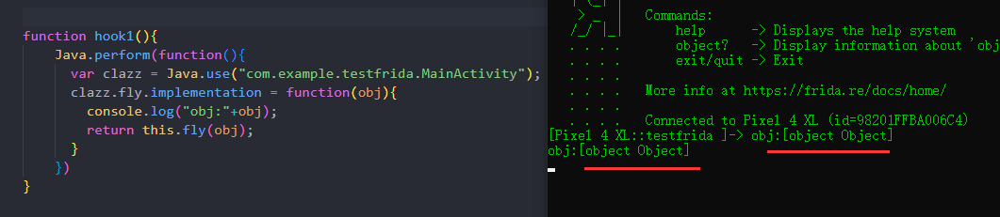 function hook1(){
    Java.perform(function(){
      var clazz = Java.use("com.example.testfrida.MainActivity");
      clazz.fly.implementation = function(obj){
        console.log("obj:"+obj);
        return this.fly(obj);
      }
    })
}
| (_| |
> _  |   Commands:
/_/ |_|       help      -> Displays the help system
. . . .       object?   -> Display information about 'obj
. . . .       exit/quit -> Exit
. . . .
. . . .   More info at https://frida.re/docs/home/
. . . .
. . . .   Connected to Pixel 4 XL (id=98201FFBA006C4)
[Pixel 4 XL::testfrida ]-> obj:[object Object]
obj:[object Object]